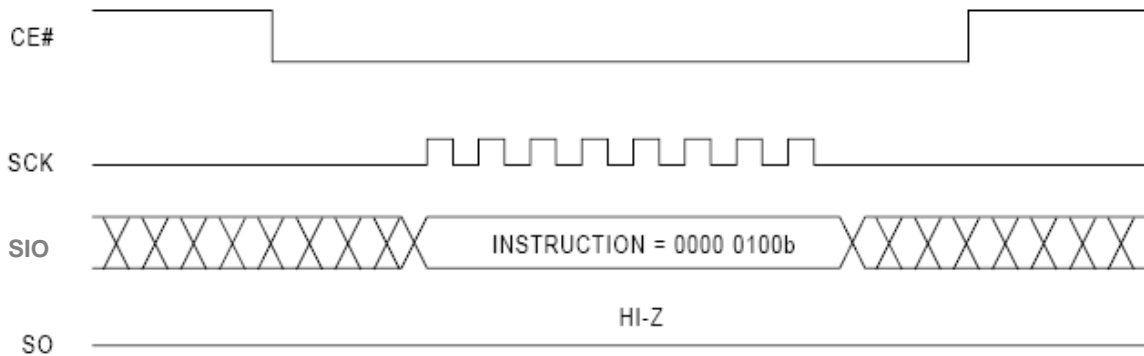 CE#
SCK
SIO
INSTRUCTION = 0000 0100b
HI-Z
SO